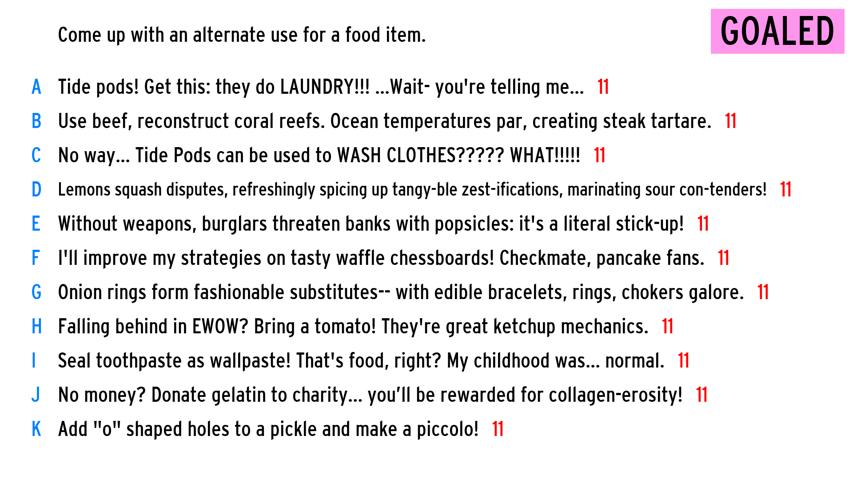 Come up with an alternate use for a food item.
GOALED
A Tide pods! Get this: they do LAUNDRY!!! ...Wait- you're telling me... 11
B Use beef, reconstruct coral reefs. Ocean temperatures par, creating steak tartare. 11
C No way... Tide Pods can be used to WASH CLOTHES????? WHAT!!!!! 11
D Lemons squash disputes, refreshingly spicing up tangy-ble zest-ifications, marinating sour con-tenders! 11
E Without weapons, burglars threaten banks with popsicles: it's a literal stick-up! 11
F I'll improve my strategies on tasty waffle chessboards! Checkmate, pancake fans. 11
G Onion rings form fashionable substitutes-- with edible bracelets, rings, chokers galore. 11
H Falling behind in EWOW? Bring a tomato! They're great ketchup mechanics. 11
I Seal toothpaste as wallpaste! That's food, right? My childhood was... normal. 11
J No money? Donate gelatin to charity... you’ll be rewarded for collagen-erosity! 11
K Add "o" shaped holes to a pickle and make a piccolo! 11